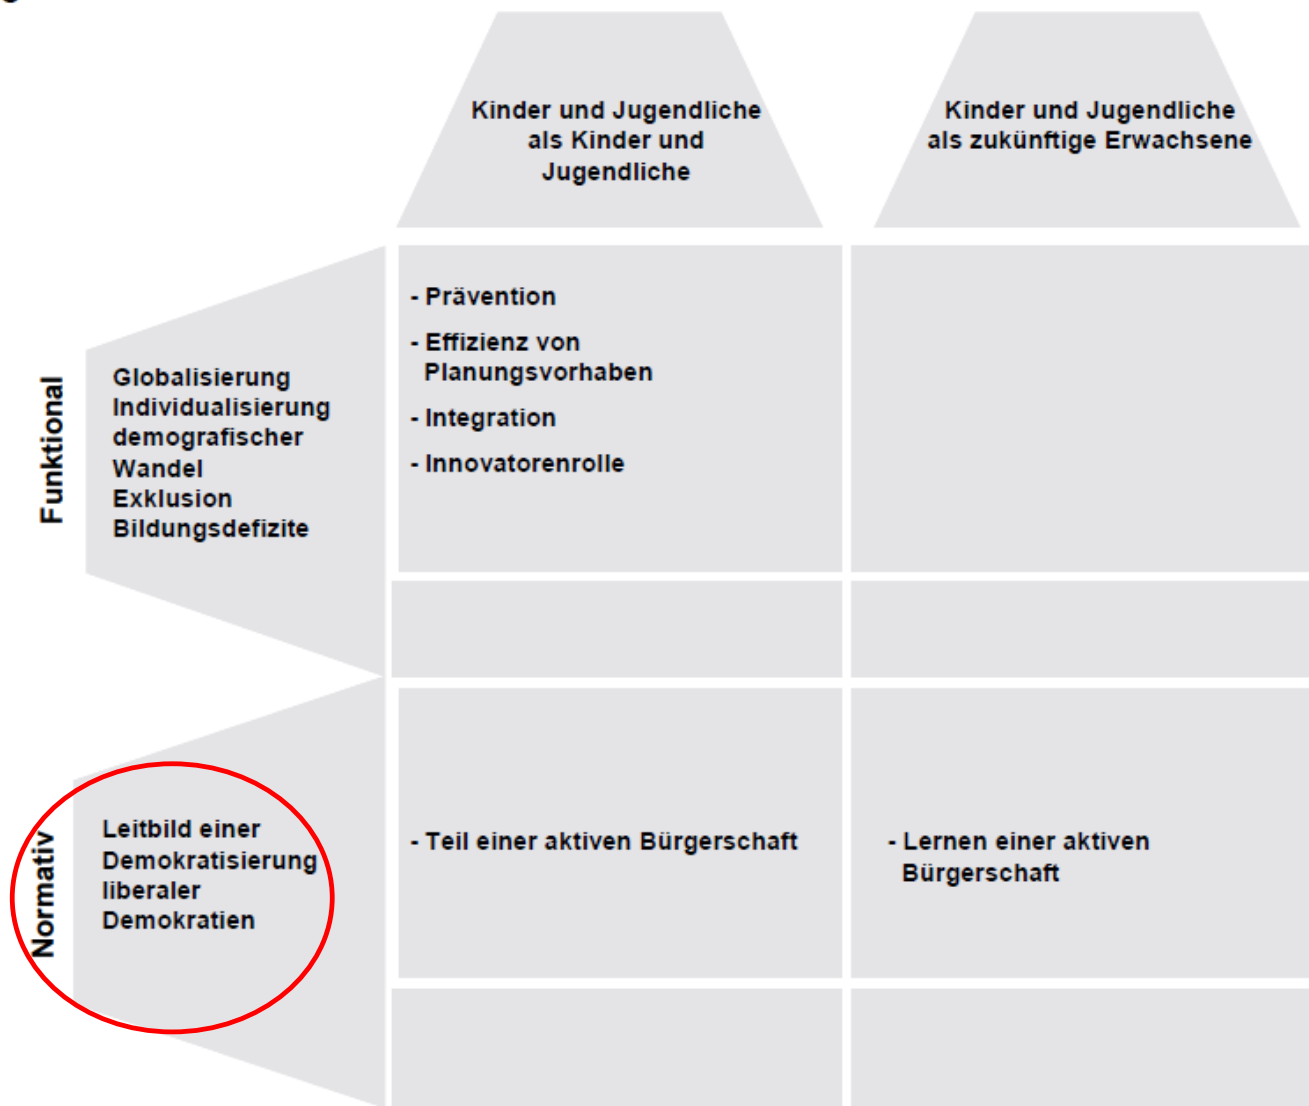 Kinder und Jugendliche
als Kinder und
Jugendliche
Kinder und Jugendliche
als zukünftige Erwachsene
Funktional
Globalisierung
Individualisierung
demografischer
Wandel
Exklusion
Bildungsdefizite
- Prävention
- Effizienz von
Planungsvorhaben
- Integration
- Innovatorenrolle
Normativ
Leitbild einer
Demokratisierung
liberaler
Demokratien
- Teil einer aktiven Bürgerschaft
- Lernen einer aktiven
Bürgerschaft